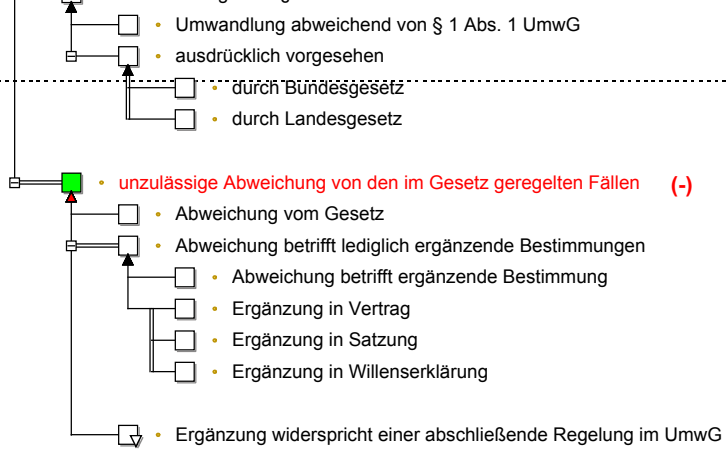 Umwandlung abweichend von § 1 Abs. 1 UmwG
ausdrücklich vorgesehen
durch Bundesgesetz
durch Landesgesetz
unzulässige Abweichung von den im Gesetz geregelten Fällen (-)
Abweichung vom Gesetz
Abweichung betrifft lediglich ergänzende Bestimmungen
Abweichung betrifft ergänzende Bestimmung
Ergänzung in Vertrag
Ergänzung in Satzung
Ergänzung in Willenserklärung
Ergänzung widerspricht einer abschließende Regelung im UmwG